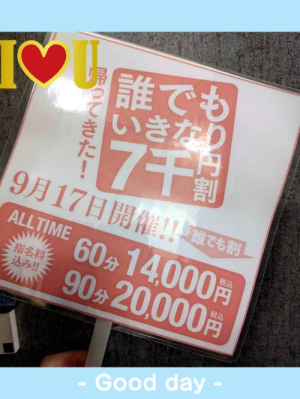 I❤U
帰ってきた!
誰でも
いきなり
7千円割
9月17日開催!!
誰でも割
ALL TIME
指名料
込み!!
60分 14,000円 税込
90分 20,000円 税込
- Good day -